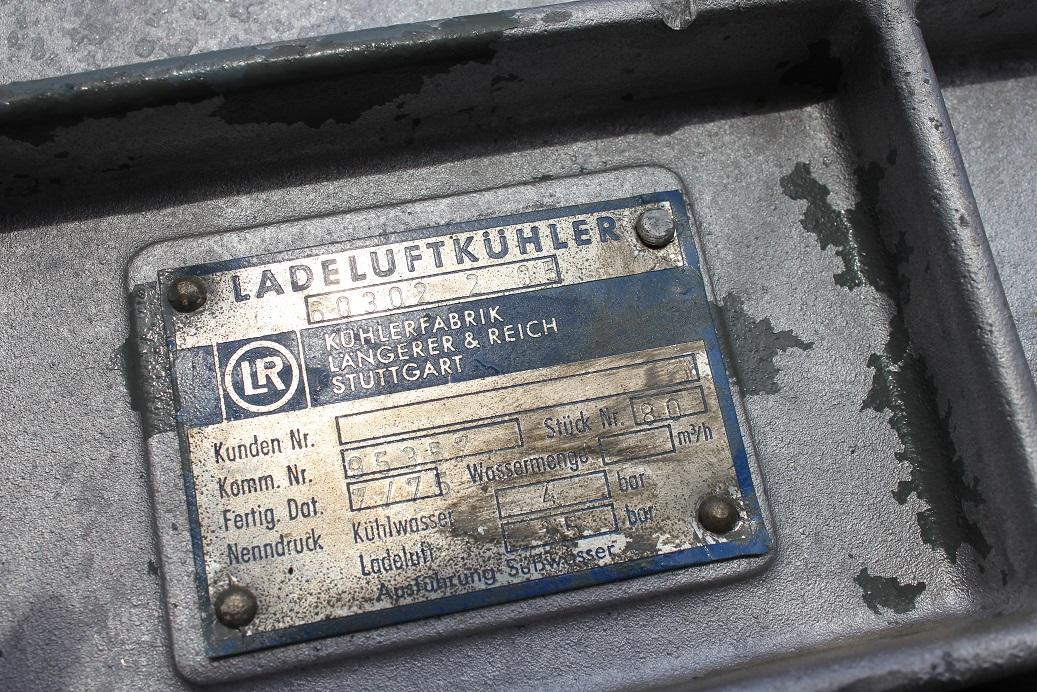 LADELUFTKÜHLER
60302 2 03
LR
KÜHLERFABRIK
LÄNGERER & REICH
STUTTGART
Kunden Nr.
Komm. Nr. Stück Nr. 80
Fertig. Dat. Wassermenge m³/h
Nenndruck Kühlwasser 4 bar
Ladeluft bar
Ausführung Süßwasser